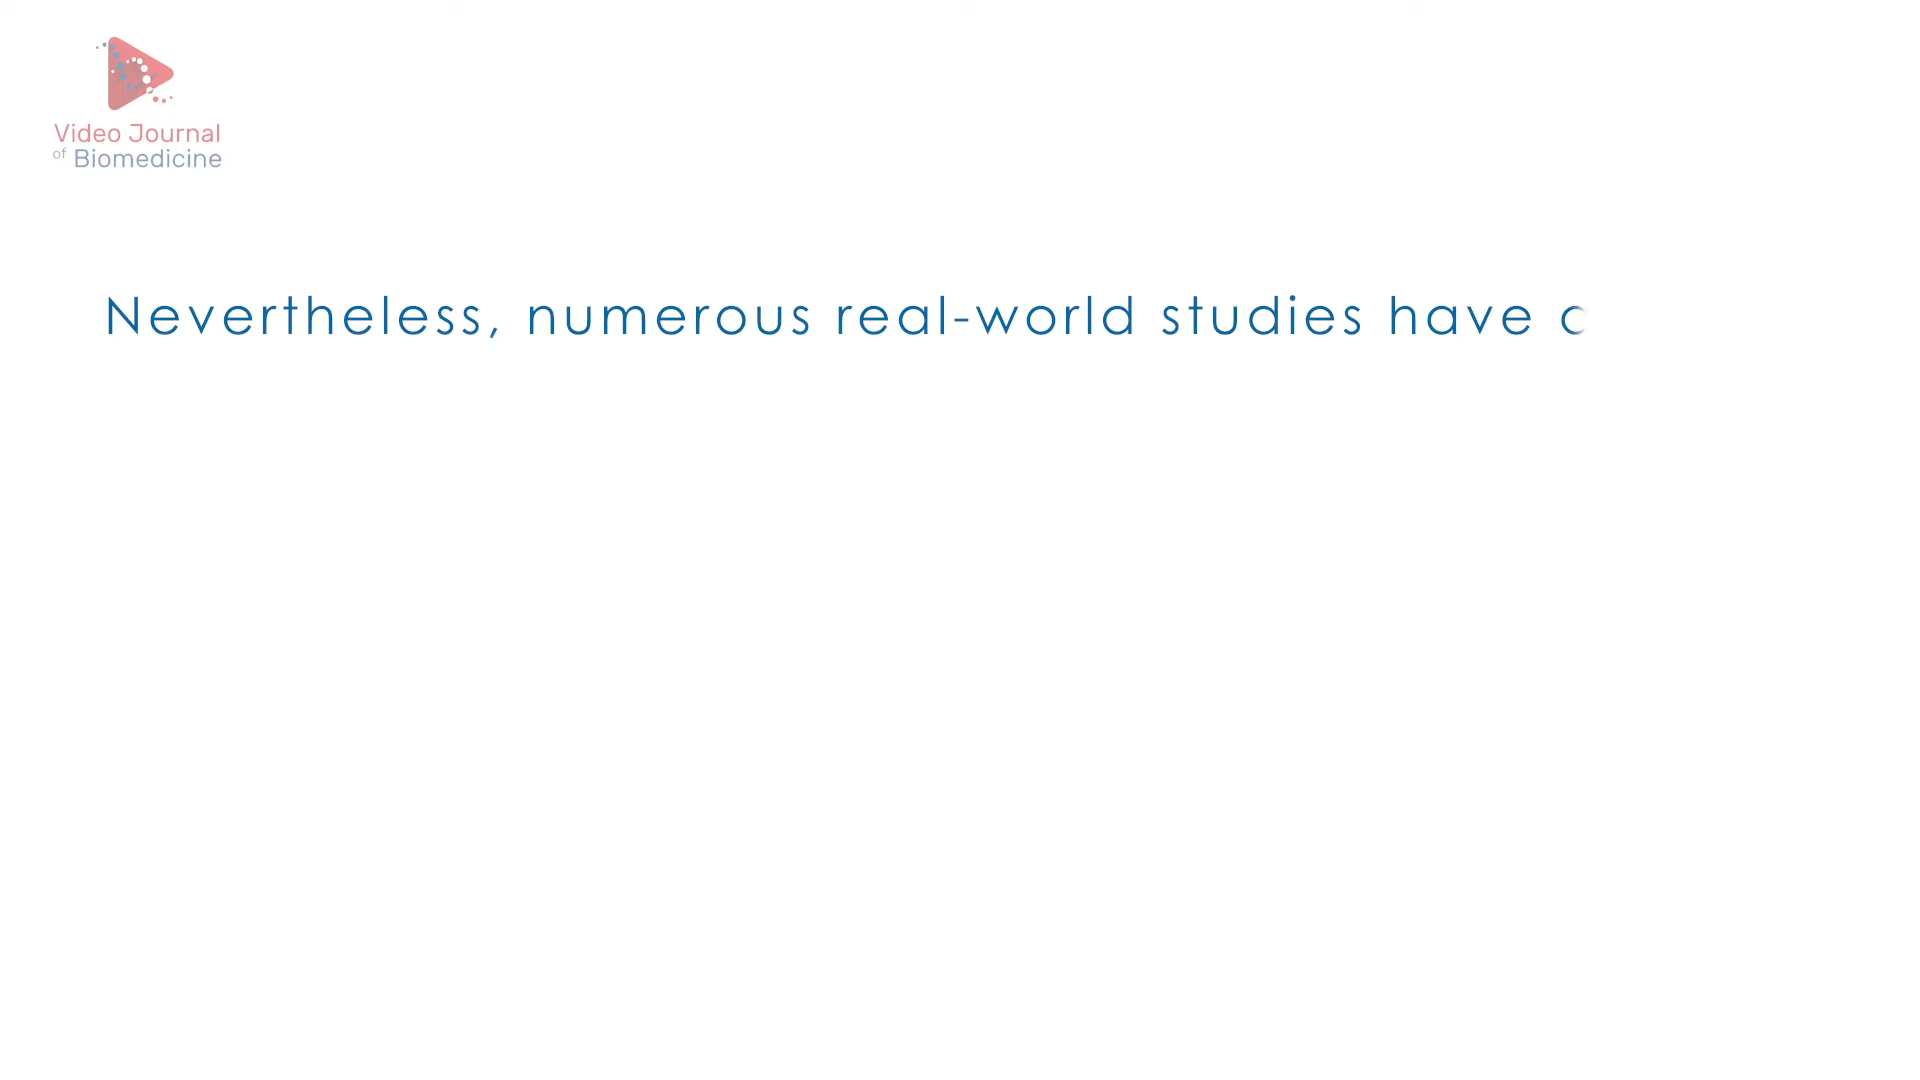 Video Journal
of Biomedicine
Nevertheless, numerous real-world studies have